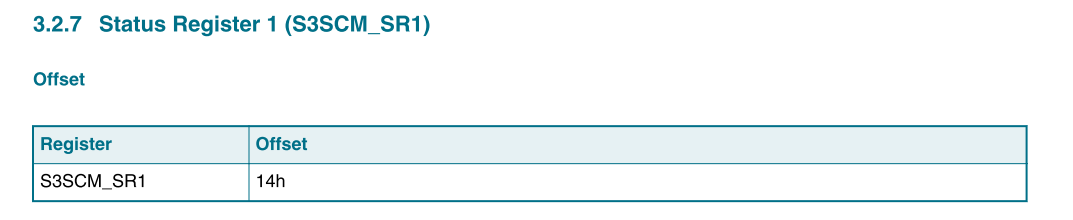 3.2.7 Status Register 1 (S3SCM_SR1)
Offset
Register Offset
S3SCM_SR1 14h